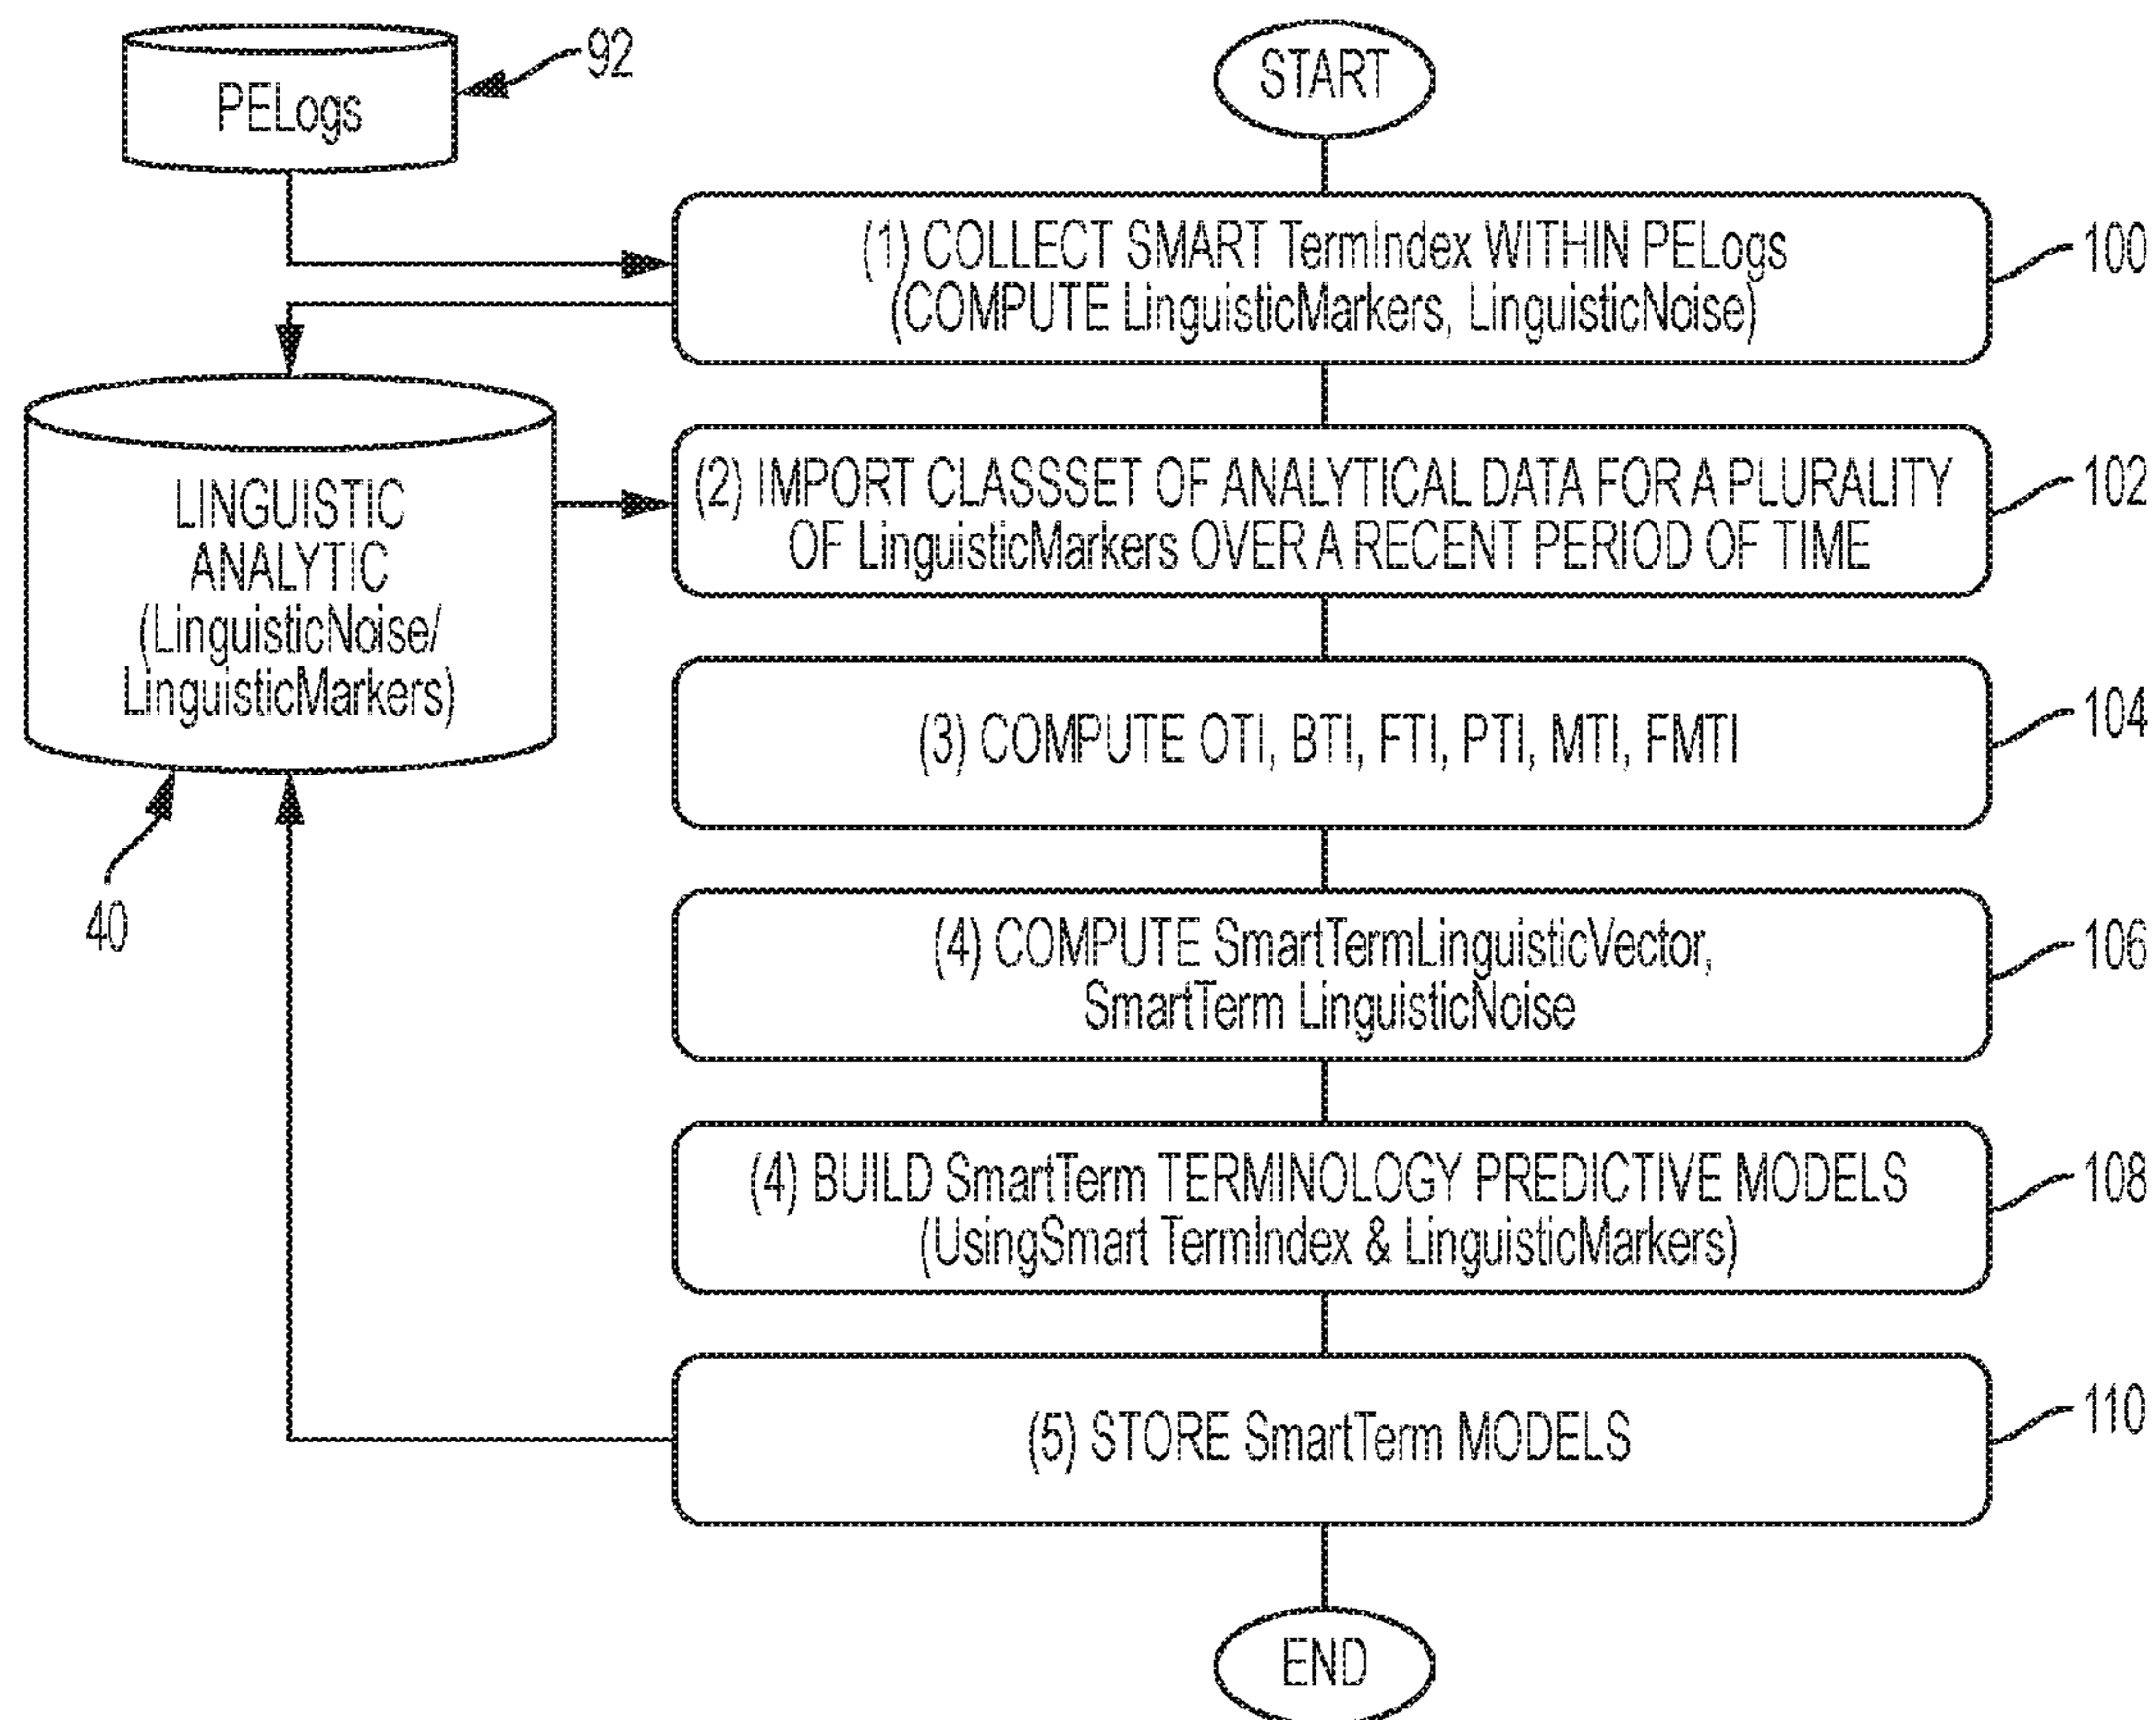 PELogs
92
START
(1) COLLECT SMART TermIndex WITHIN PELogs
(COMPUTE LinguisticMarkers, LinguisticNoise)
100
LINGUISTIC
ANALYTIC
(LinguisticNoise/
LinguisticMarkers)
40
(2) IMPORT CLASSSET OF ANALYTICAL DATA FOR A PLURALITY
OF LinguisticMarkers OVER A RECENT PERIOD OF TIME
102
(3) COMPUTE OTI, BTI, FTI, PTI, MTI, FMTI
104
(4) COMPUTE SmartTermLinguisticVector,
SmartTerm LinguisticNoise
106
(4) BUILD SmartTerm TERMINOLOGY PREDICTIVE MODELS
(UsingSmart TermIndex & LinguisticMarkers)
108
(5) STORE SmartTerm MODELS
110
END